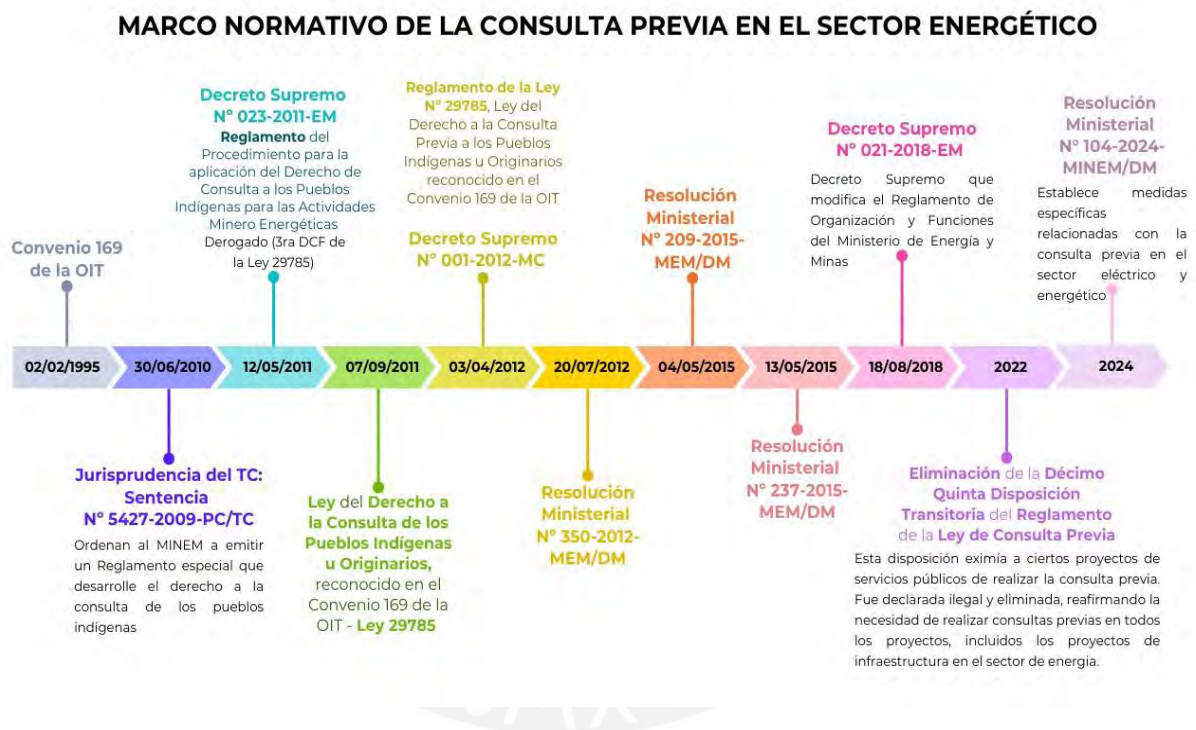 MARCO NORMATIVO DE LA CONSULTA PREVIA EN EL SECTOR ENERGÉTICO
Convenio 169
de la OIT
Decreto Supremo
N° 023-2011-EM
Reglamento del
Procedimiento para la
aplicación del Derecho de
Consulta a los Pueblos
Indígenas para las Actividades
Minero Energéticas
Derogado (3ra DCF de
la Ley 29785)
Reglamento de la Ley
N° 29785, Ley del
Derecho a la Consulta
Previa a los Pueblos
Indígenas u Originarios
reconocido en el
Convenio 169 de la OIT
Decreto Supremo
N° 001-2012-MC
Resolución
Ministerial
N° 209-2015-
MEM/DM
Decreto Supremo
N° 021-2018-EM
Decreto Supremo que
modifica el Reglamento de
Organización y Funciones
del Ministerio de Energía y
Minas
Resolución
Ministerial
N° 104-2024-
MINEM/DM
Establece medidas
específicas
relacionadas con la
consulta previa en el
sector eléctrico y
energético
02/02/1995
30/06/2010
12/05/2011
07/09/2011
03/04/2012
20/07/2012
04/05/2015
13/05/2015
18/08/2018
2022
2024
Jurisprudencia del TC:
Sentencia
N° 5427-2009-PC/TC
Ordenan al MINEM a emitir
un Reglamento especial que
desarrolle el derecho a la
consulta de los pueblos
indígenas
Ley del Derecho a
la Consulta de los
Pueblos Indígenas
u Originarios,
reconocido en el
Convenio 169 de la
OIT - Ley 29785
Resolución
Ministerial
N° 350-2012-
MEM/DM
Resolución
Ministerial
N° 237-2015-
MEM/DM
Eliminación de la Décimo
Quinta Disposición
Transitoria del Reglamento
de la Ley de Consulta Previa
Esta disposición eximía a ciertos proyectos de
servicios públicos de realizar la consulta previa.
Fue declarada ilegal y eliminada, reafirmando la
necesidad de realizar consultas previas en todos
los proyectos, incluidos los proyectos de
infraestructura en el sector de energia.